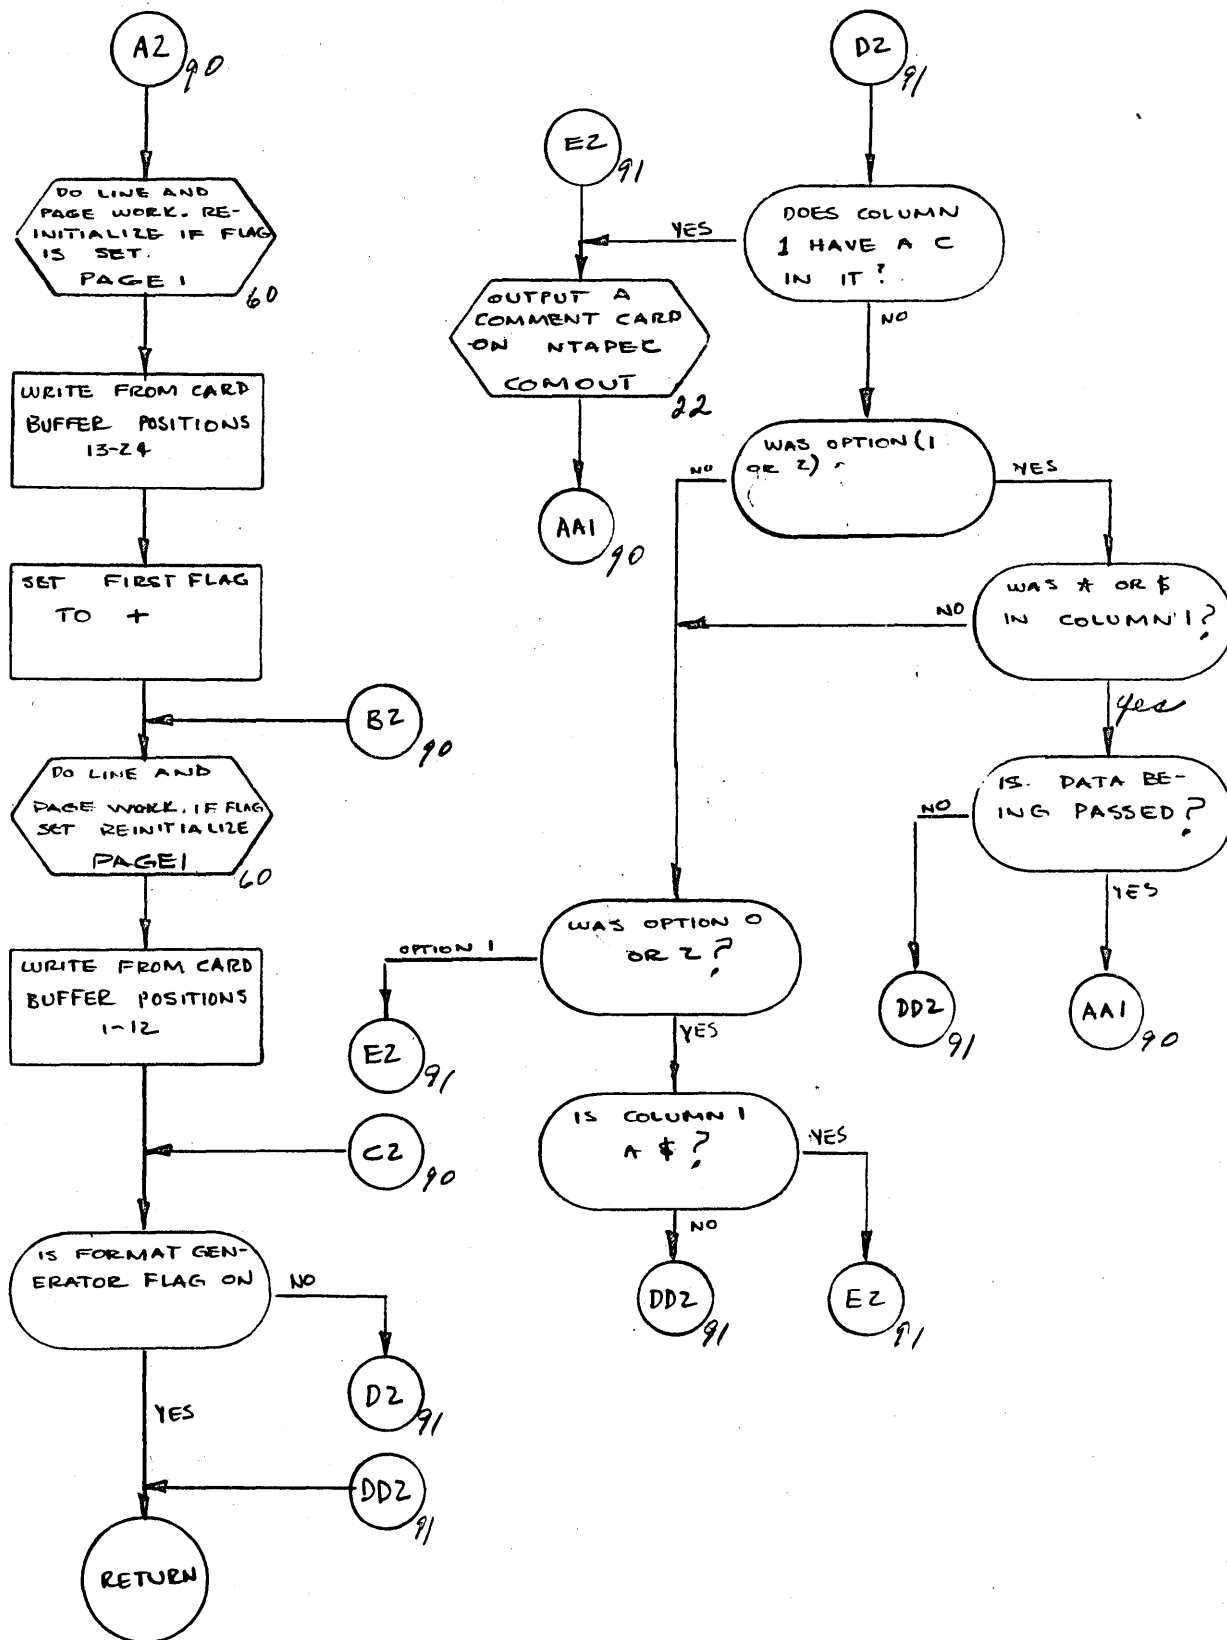 A2
90
DO LINE AND
PAGE WORK. RE-
INITIALIZE IF FLAG
IS SET.
PAGE 1
60
WRITE FROM CARD
BUFFER POSITIONS
13-24
SET FIRST FLAG
TO +
B2
90
DO LINE AND
PAGE WORK. IF FLAG
SET REINITIALIZE
PAGE1
60
WRITE FROM CARD
BUFFER POSITIONS
1-12
C2
90
IS FORMAT GEN-
ERATOR FLAG ON
NO
D2
91
YES
DD2
91
RETURN
D2
91
E2
91
DOES COLUMN
1 HAVE A C
IN IT?
YES
NO
OUTPUT A
COMMENT CARD
ON NTAPEC
COMOUT
22
AA1
90
WAS OPTION (1
OR 2)
NO
YES
WAS * OR $
IN COLUMN 1?
NO
yes
IS DATA BE-
ING PASSED?
NO
YES
DD2
91
AA1
90
WAS OPTION 0
OR 2?
OPTION 1
E2
91
YES
IS COLUMN 1
A $?
YES
NO
DD2
91
E2
91